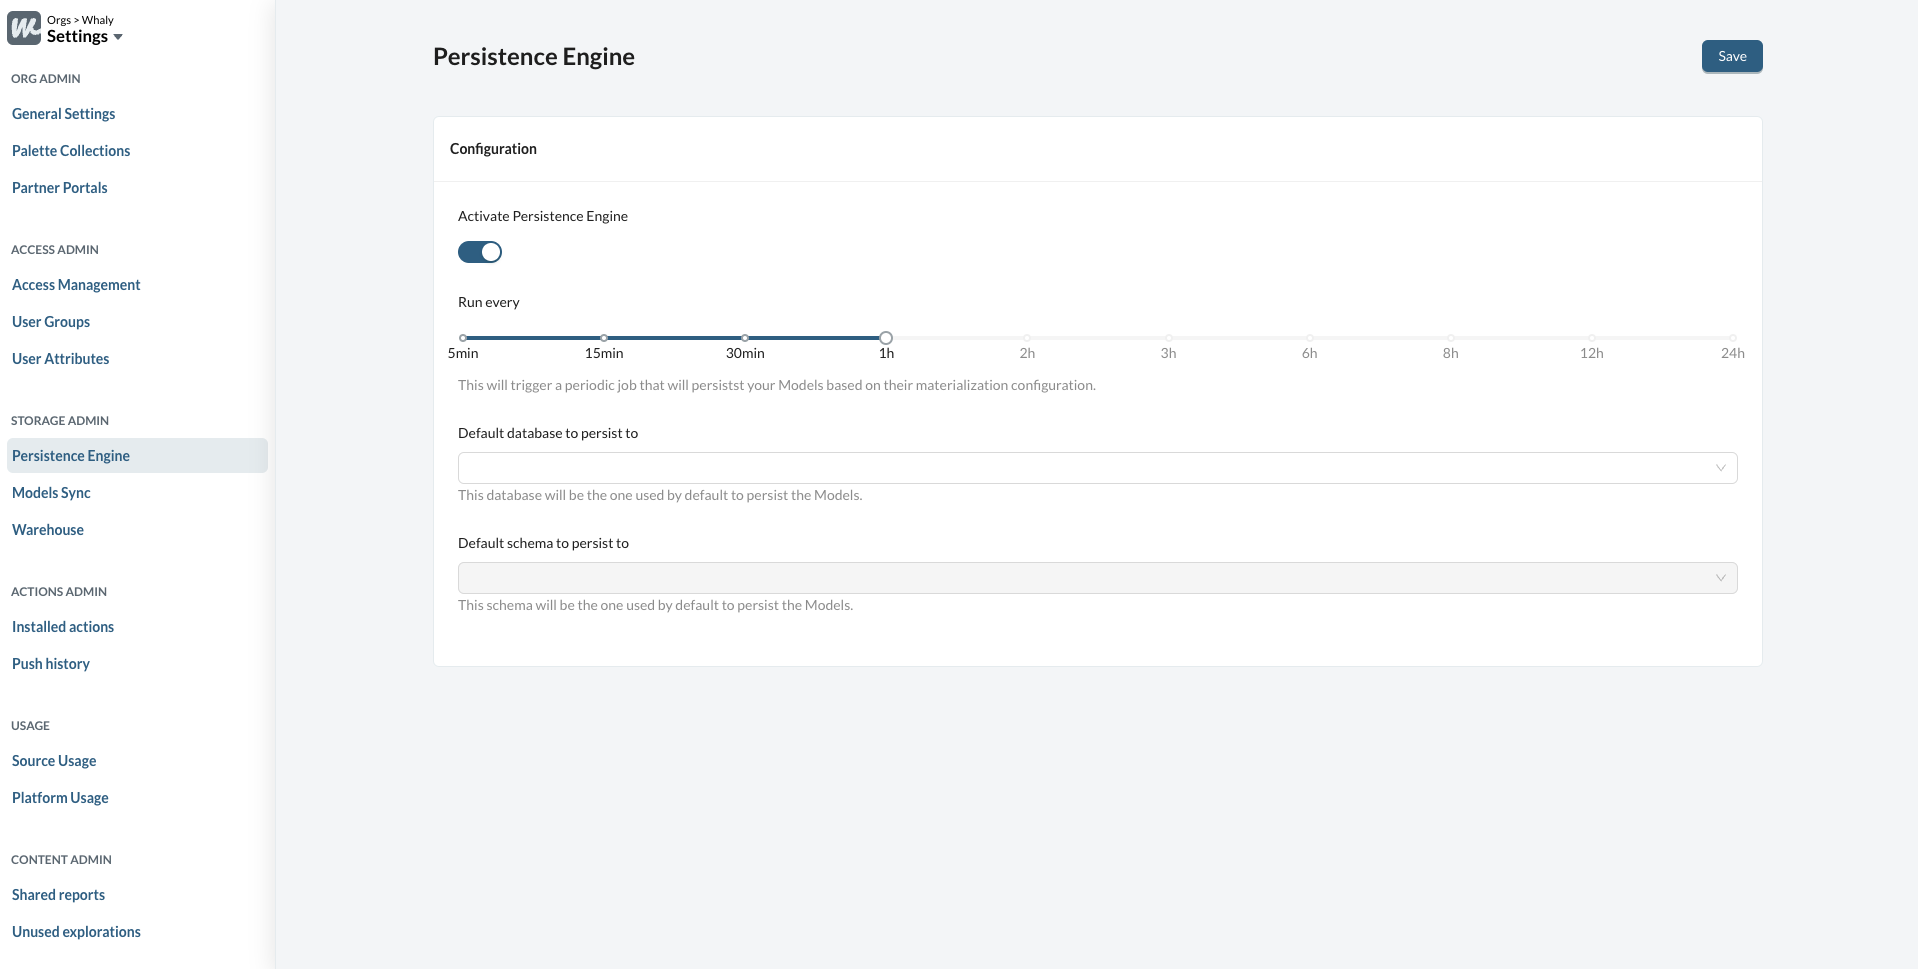 Orgs > Whaly
Settings
ORG ADMIN
General Settings
Palette Collections
Partner Portals
ACCESS ADMIN
Access Management
User Groups
User Attributes
STORAGE ADMIN
Persistence Engine
Models Sync
Warehouse
ACTIONS ADMIN
Installed actions
Push history
USAGE
Source Usage
Platform Usage
CONTENT ADMIN
Shared reports
Unused explorations
Persistence Engine
Save
Configuration
Activate Persistence Engine
Run every
5min 15min 30min 1h 2h 3h 6h 8h 12h 24h
This will trigger a periodic job that will persistst your Models based on their materialization configuration.
Default database to persist to
This database will be the one used by default to persist the Models.
Default schema to persist to
This schema will be the one used by default to persist the Models.